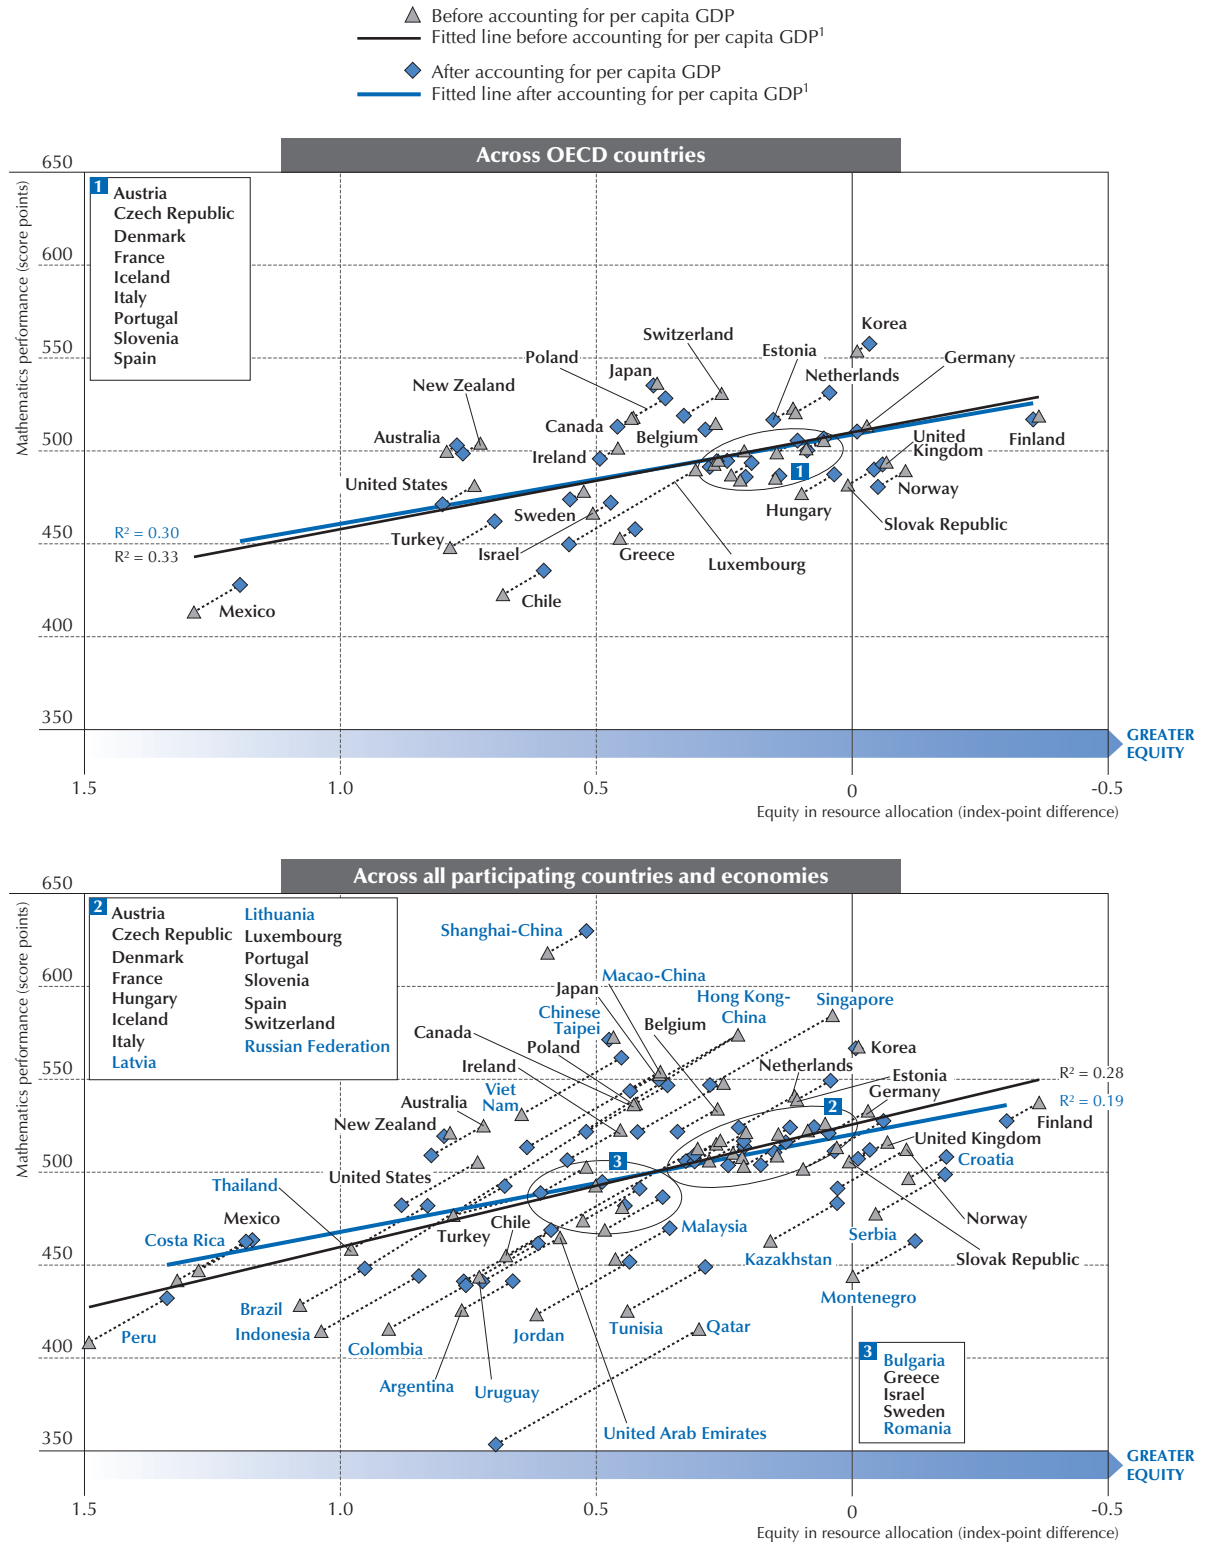 Before accounting for per capita GDP
Fitted line before accounting for per capita GDP¹
After accounting for per capita GDP
Fitted line after accounting for per capita GDP¹
Across OECD countries
Mathematics performance (score points)
650
600
550
500
450
400
350
1
Austria
Czech Republic
Denmark
France
Iceland
Italy
Portugal
Slovenia
Spain
Korea
Switzerland
Estonia
Germany
Poland
Japan
Netherlands
New Zealand
Canada
Belgium
Australia
United
Kingdom
Finland
Ireland
1
United States
Norway
Hungary
Sweden
Slovak Republic
R² = 0.30
Turkey
Israel
Greece
R² = 0.33
Luxembourg
Chile
Mexico
GREATER
EQUITY
1.5
1.0
0.5
0
-0.5
Equity in resource allocation (index-point difference)
Across all participating countries and economies
Mathematics performance (score points)
650
600
550
500
450
400
350
2
Austria
Czech Republic
Denmark
France
Hungary
Iceland
Italy
Latvia
Lithuania
Luxembourg
Portugal
Slovenia
Spain
Switzerland
Russian Federation
Shanghai-China
Macao-China
Japan
Hong Kong-
China
Singapore
Chinese
Taipei
Belgium
Canada
Poland
Korea
Ireland
Netherlands
R² = 0.28
Estonia
Viet
Nam
Germany
R² = 0.19
Australia
2
New Zealand
Finland
United Kingdom
3
Croatia
United States
Thailand
Mexico
Chile
Norway
Costa Rica
Turkey
Malaysia
Serbia
Kazakhstan
Slovak Republic
Montenegro
Brazil
Indonesia
Peru
Jordan
Tunisia
Qatar
Colombia
Argentina
Uruguay
United Arab Emirates
3
Bulgaria
Greece
Israel
Sweden
Romania
GREATER
EQUITY
1.5
1.0
0.5
0
-0.5
Equity in resource allocation (index-point difference)